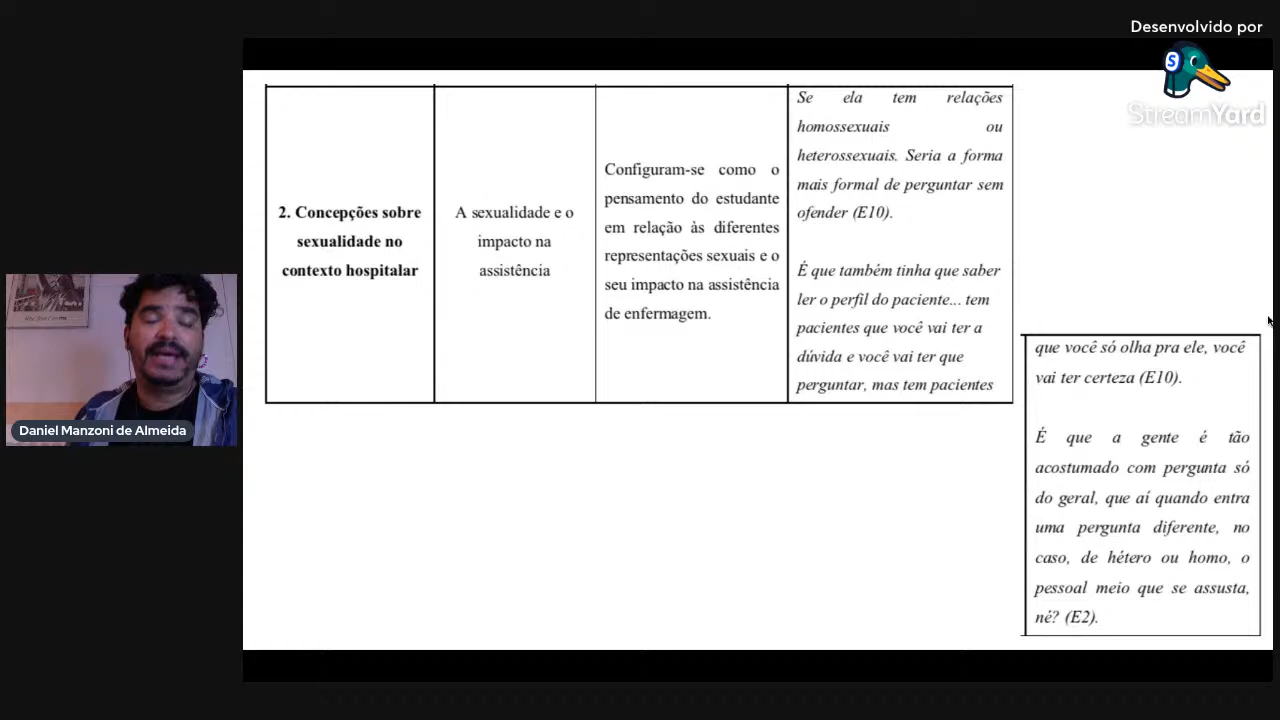 Desenvolvido por
StreamYard
2. Concepções sobre
sexualidade no
contexto hospitalar
A sexualidade e o
impacto na
assistência
Configuram-se como o
pensamento do estudante
em relação às diferentes
representações sexuais e o
seu impacto na assistência
de enfermagem.
Se ela tem relações
homossexuais ou
heterossexuais. Seria a forma
mais formal de perguntar sem
ofender (E10).
É que também tinha que saber
ler o perfil do paciente... tem
pacientes que você vai ter a
dúvida e você vai ter que
perguntar, mas tem pacientes
que você só olha pra ele, você
vai ter certeza (E10).
É que a gente é tão
acostumado com pergunta só
do geral, que aí quando entra
uma pergunta diferente, no
caso, de hétero ou homo, o
pessoal meio que se assusta,
né? (E2).
Daniel Manzoni de Almeida